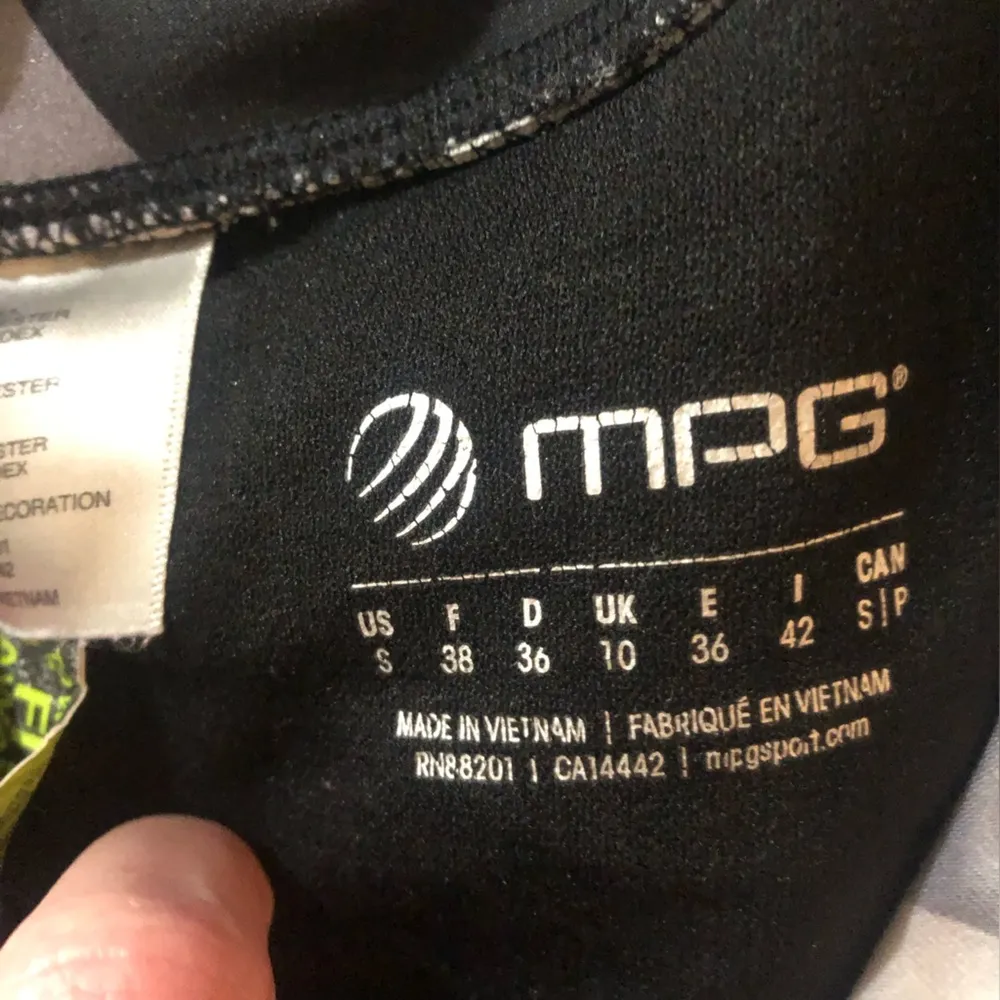 MPG®
US F D UK E I CAN
S 38 36 10 36 42 S|P
MADE IN VIETNAM | FABRIQUÉ EN VIETNAM
RN88201 | CA14442 | mpgsport.com
DECORATION